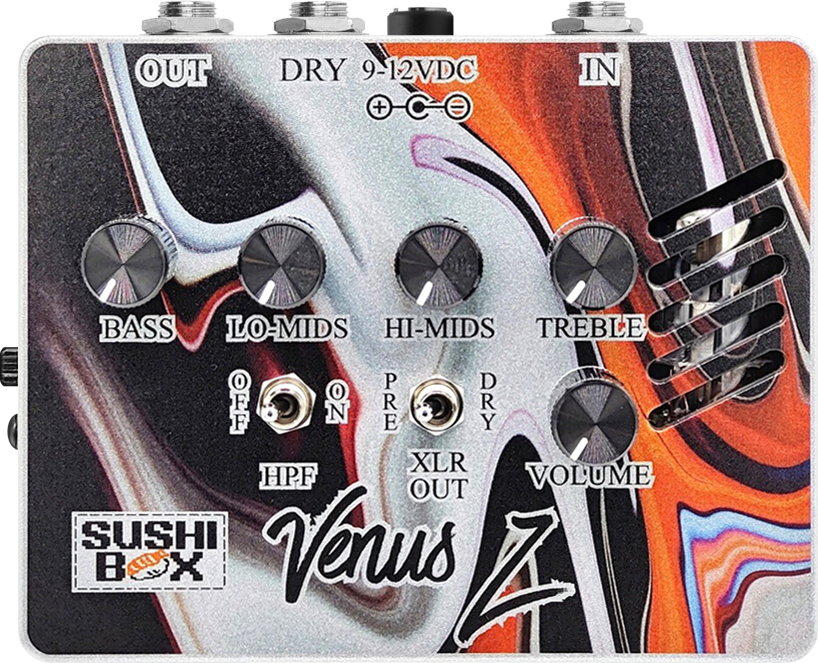 OUT DRY 9-12VDC IN
+ −
BASS LO-MIDS HI-MIDS TREBLE
OFF ON PRE DRY
HPF XLR OUT VOLUME
SUSHI
BOX
Venus Z